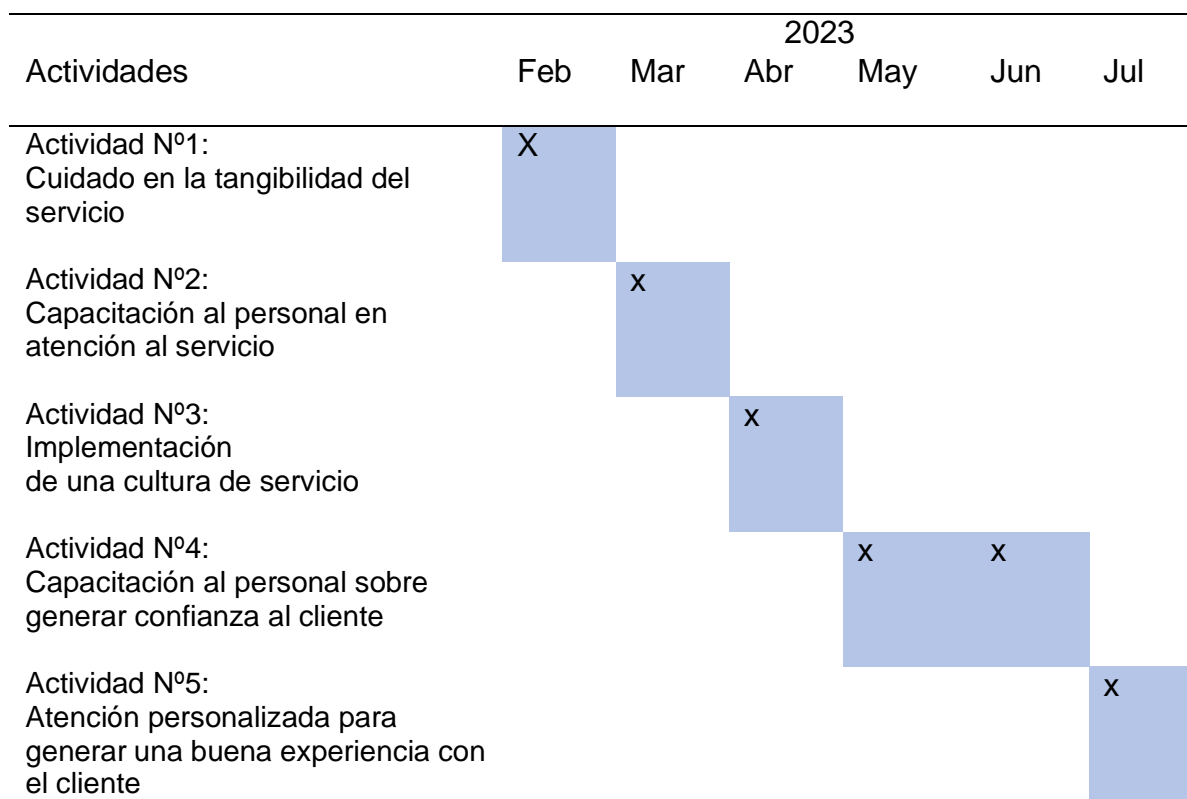 2023
Actividades Feb Mar Abr May Jun Jul
Actividad Nº1: X
Cuidado en la tangibilidad del
servicio
Actividad Nº2: x
Capacitación al personal en
atención al servicio
Actividad Nº3: x
Implementación
de una cultura de servicio
Actividad Nº4: x x
Capacitación al personal sobre
generar confianza al cliente
Actividad Nº5: x
Atención personalizada para
generar una buena experiencia con
el cliente